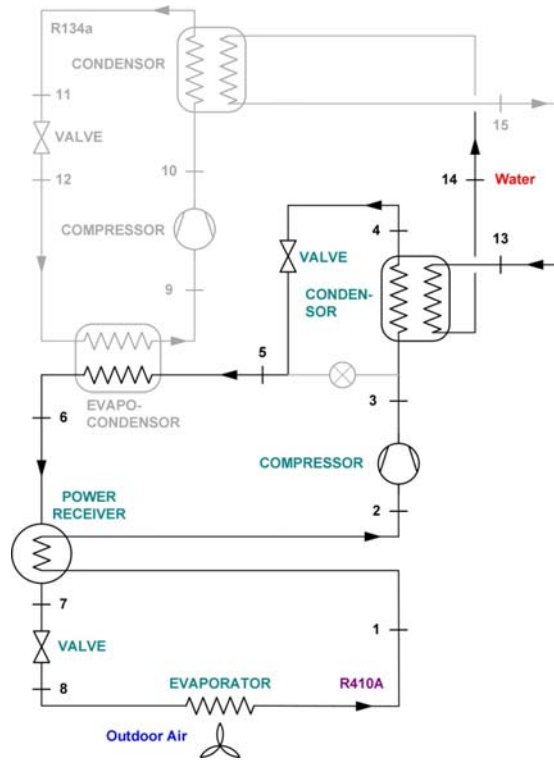 R134a
CONDENSOR
11
VALVE
15
12
10
14
Water
COMPRESSOR
4
13
VALVE
CONDEN-
SOR
9
5
3
6
EVAPO-
CONDENSOR
COMPRESSOR
POWER
RECEIVER
2
7
1
VALVE
8
EVAPORATOR
R410A
Outdoor Air